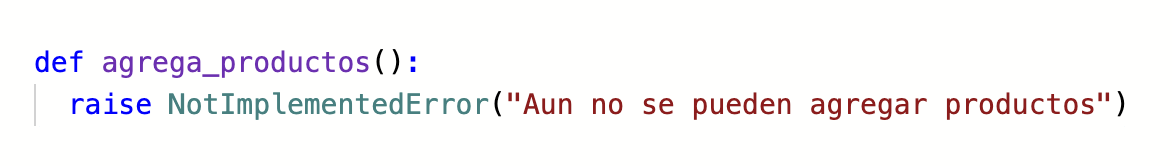 def agrega_productos():
  raise NotImplementedError("Aun no se pueden agregar productos")